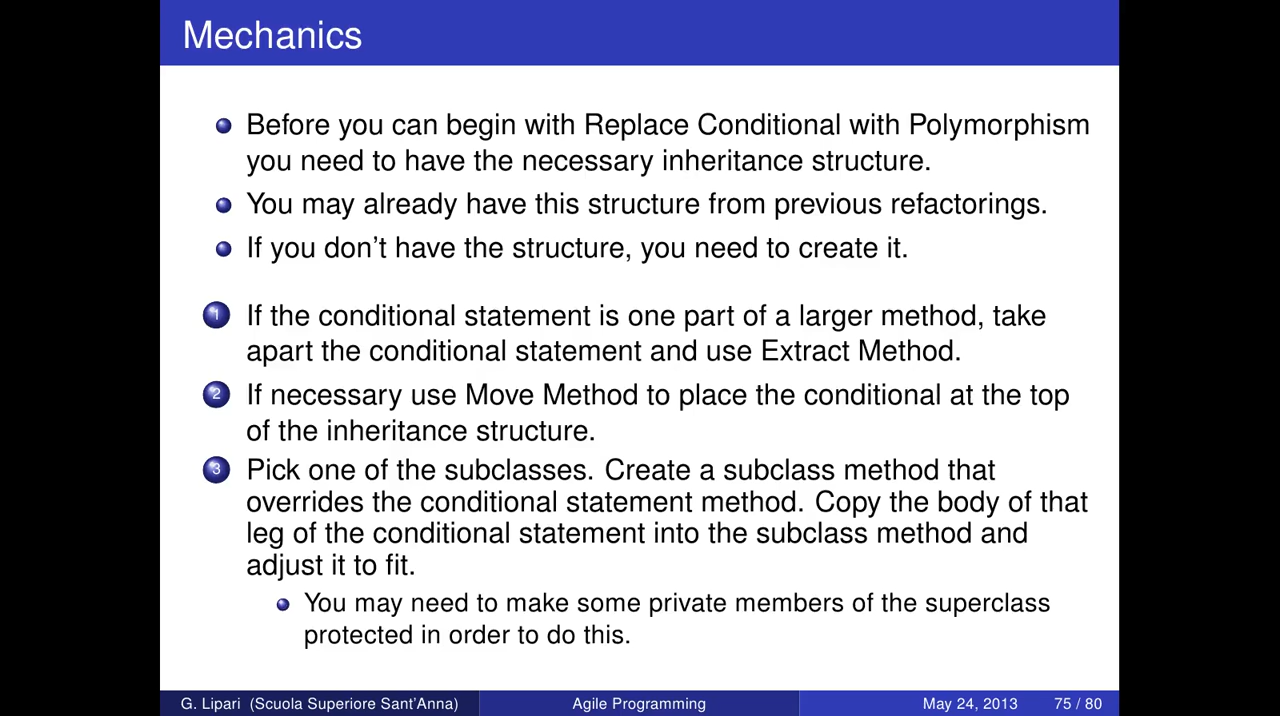 Mechanics
Before you can begin with Replace Conditional with Polymorphism
you need to have the necessary inheritance structure.
You may already have this structure from previous refactorings.
If you don't have the structure, you need to create it.
1 If the conditional statement is one part of a larger method, take
apart the conditional statement and use Extract Method.
2 If necessary use Move Method to place the conditional at the top
of the inheritance structure.
3 Pick one of the subclasses. Create a subclass method that
overrides the conditional statement method. Copy the body of that
leg of the conditional statement into the subclass method and
adjust it to fit.
You may need to make some private members of the superclass
protected in order to do this.
G. Lipari (Scuola Superiore Sant'Anna) Agile Programming May 24, 2013 75 / 80